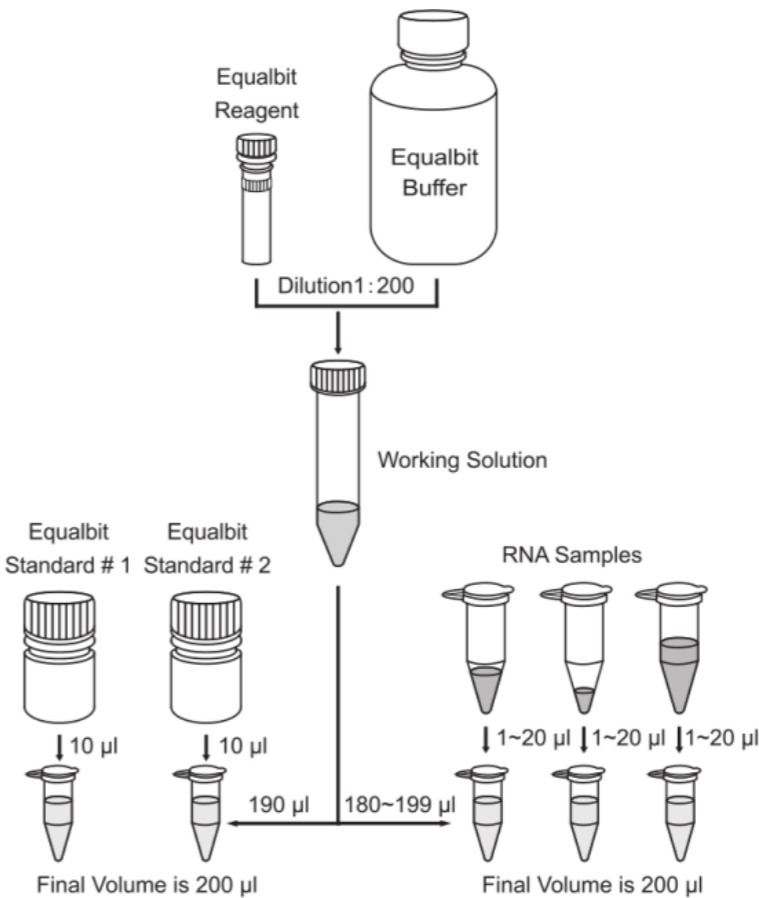 Equalbit
Reagent
Equalbit
Buffer
Dilution1:200
Working Solution
Equalbit
Standard # 1
Equalbit
Standard # 2
RNA Samples
10 µl
10 µl
1~20 µl
1~20 µl
1~20 µl
190 µl
180~199 µl
Final Volume is 200 µl
Final Volume is 200 µl